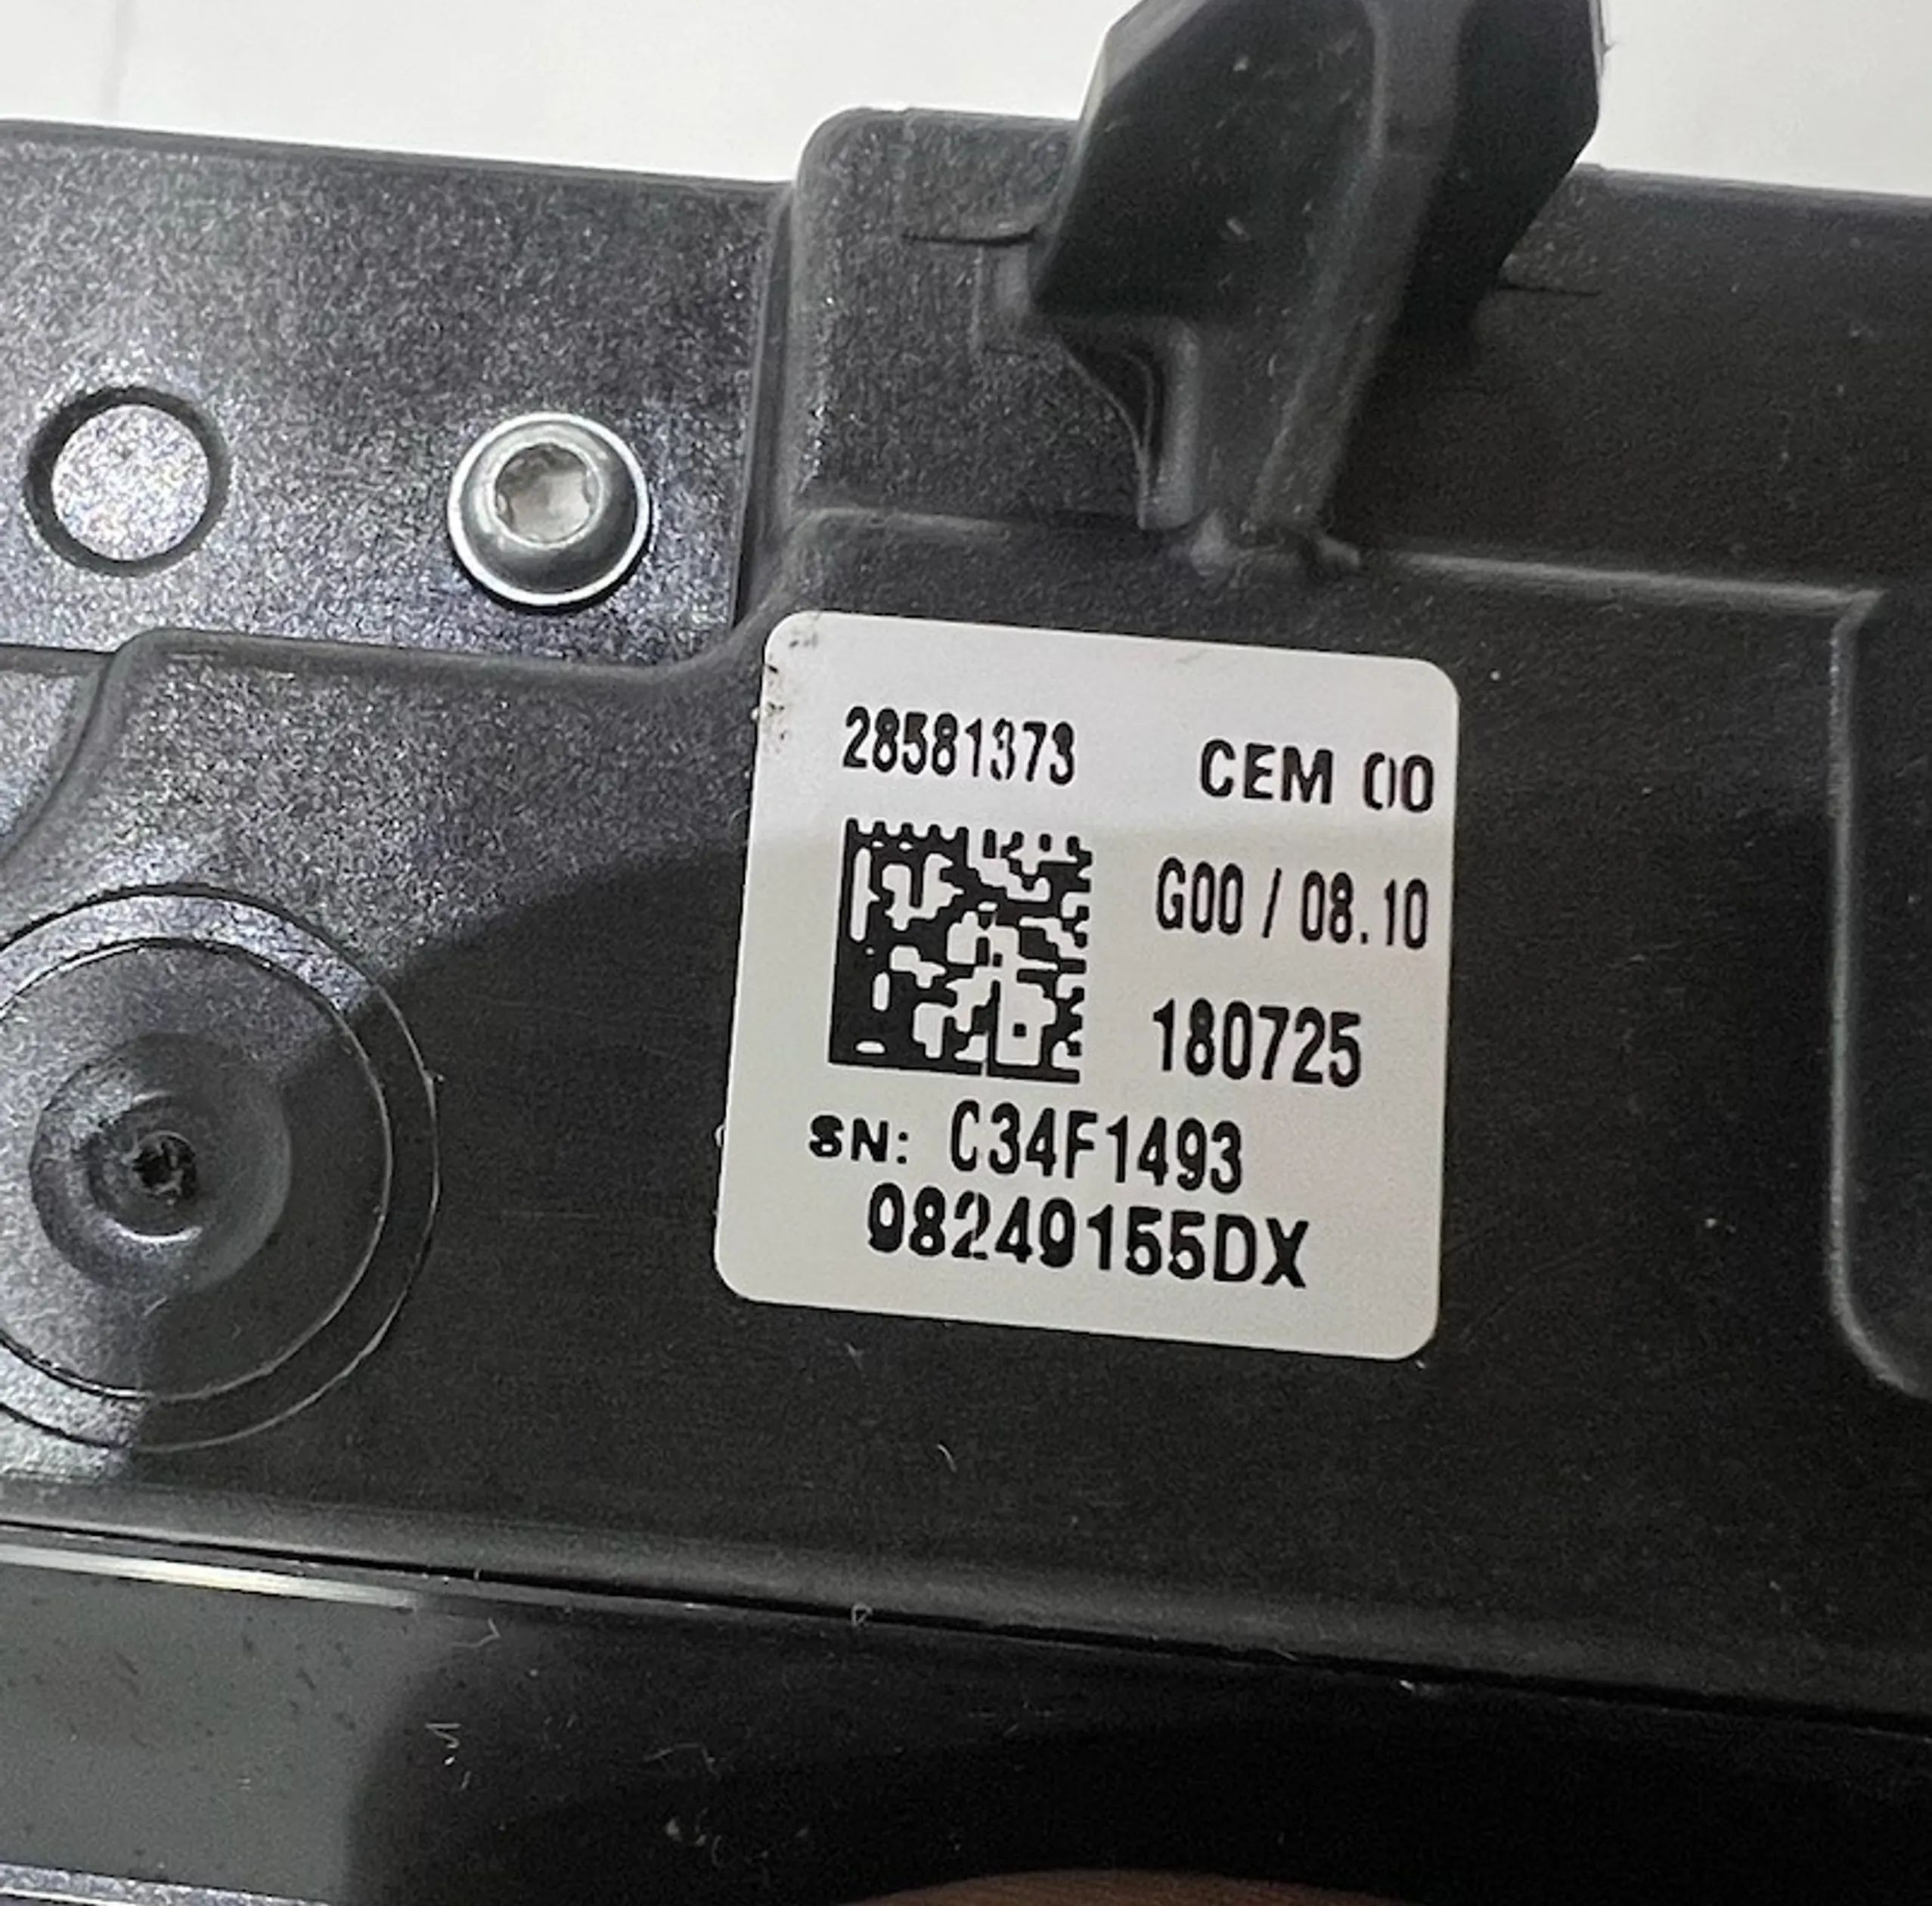 28581373 CEM 00
G00 / 08.10
180725
SN: C34F1493
98249155DX